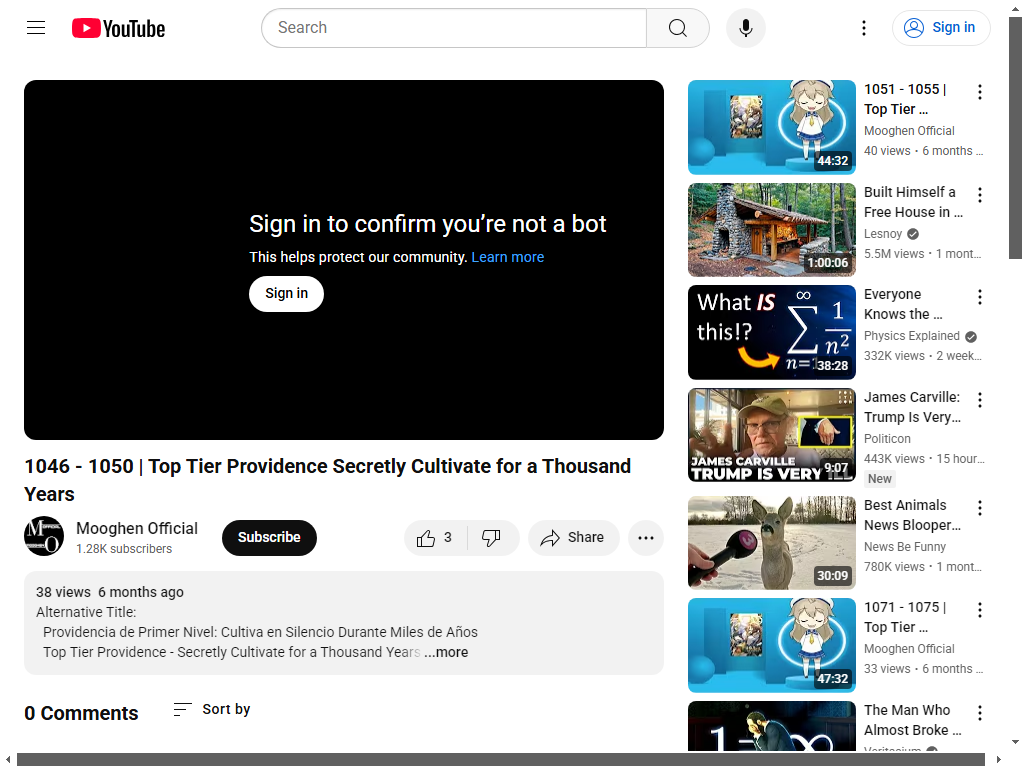 YouTube
Search
Sign in
Sign in to confirm you’re not a bot
This helps protect our community. Learn more
Sign in
1046 - 1050 | Top Tier Providence Secretly Cultivate for a Thousand
Years
Mooghen Official
1.28K subscribers
Subscribe
3
Share
38 views 6 months ago
Alternative Title:
Providencia de Primer Nivel: Cultiva en Silencio Durante Miles de Años
Top Tier Providence - Secretly Cultivate for a Thousand Years ...more
0 Comments
Sort by
44:32
1051 - 1055 |
Top Tier ...
Mooghen Official
40 views • 6 months ...
1:00:06
Built Himself a
Free House in ...
Lesnoy
5.5M views • 1 mont...
What IS
this!?
∞
∑ 1/n²
n=1
38:28
Everyone
Knows the ...
Physics Explained
332K views • 2 week...
JAMES CARVILLE
TRUMP IS VERY
9:07
James Carville:
Trump Is Very...
Politicon
443K views • 15 hour...
New
30:09
Best Animals
News Blooper...
News Be Funny
780K views • 1 mont...
47:32
1071 - 1075 |
Top Tier ...
Mooghen Official
33 views • 6 months ...
The Man Who
Almost Broke ...
Veritasium